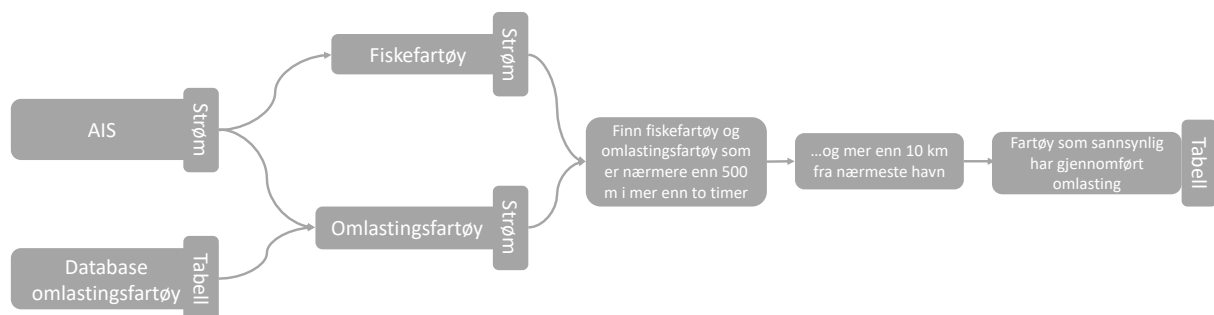 AIS
Strøm
Database
omlastingsfartøy
Tabell
Fiskefartøy
Strøm
Omlastingsfartøy
Strøm
Finn fiskefartøy og
omlastingsfartøy som
er nærmere enn 500
m i mer enn to timer
...og mer enn 10 km
fra nærmeste havn
Fartøy som sannsynlig
har gjennomført
omlasting
Tabell